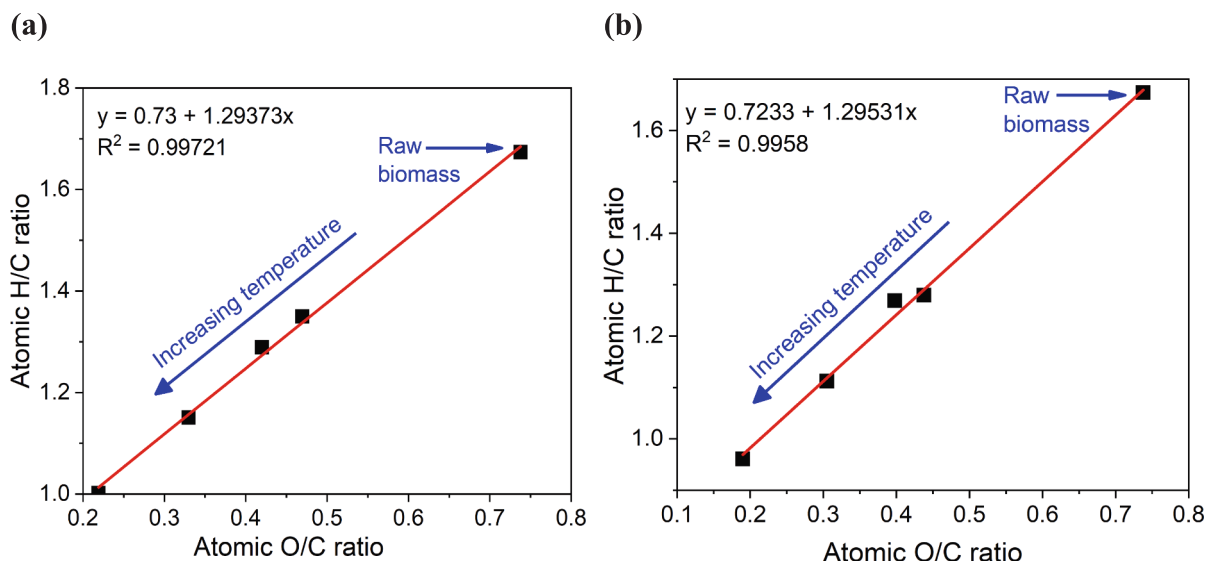 (a)
y = 0.73 + 1.29373x
R² = 0.99721
Raw
biomass
Increasing temperature
Atomic H/C ratio
1.8
1.6
1.4
1.2
1.0
0.2 0.3 0.4 0.5 0.6 0.7 0.8
Atomic O/C ratio
(b)
y = 0.7233 + 1.29531x
R² = 0.9958
Raw
biomass
Increasing temperature
Atomic H/C ratio
1.6
1.4
1.2
1.0
0.1 0.2 0.3 0.4 0.5 0.6 0.7 0.8
Atomic O/C ratio